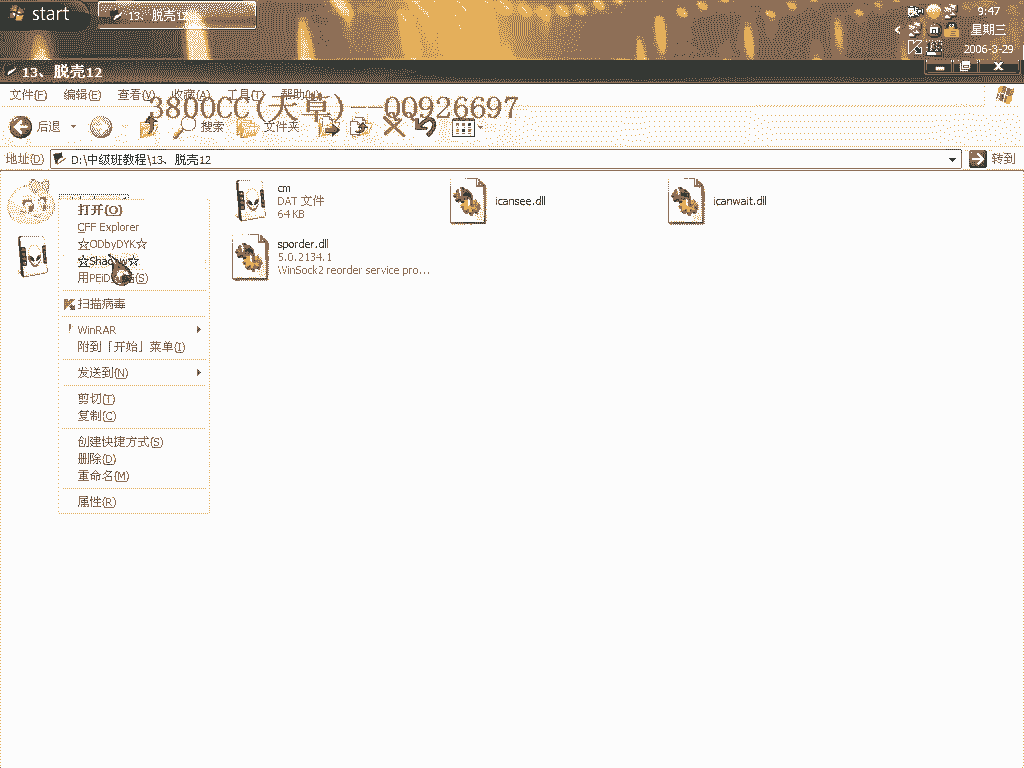 start
13、脱壳12
9:47
星期三
2006-3-29
13、脱壳12
文件(F) 编辑(E) 查看(V) 收藏(A) 工具(T) 帮助(H)
3800CC(天草)--QQ926697
后退 搜索 文件夹
地址(D) D:\中级班教程\13、脱壳12 转到
cm
DAT 文件
64 KB
icansee.dll
icanwait.dll
sporder.dll
5.0.2134.1
WinSock2 reorder service pro...
打开(O)
CFF Explorer
☆ODbyDYK☆
☆Shadow☆
用PEiD
(S)
扫描病毒
WinRAR
附到「开始」菜单(I)
发送到(N)
剪切(T)
复制(C)
创建快捷方式(S)
删除(D)
重命名(M)
属性(R)